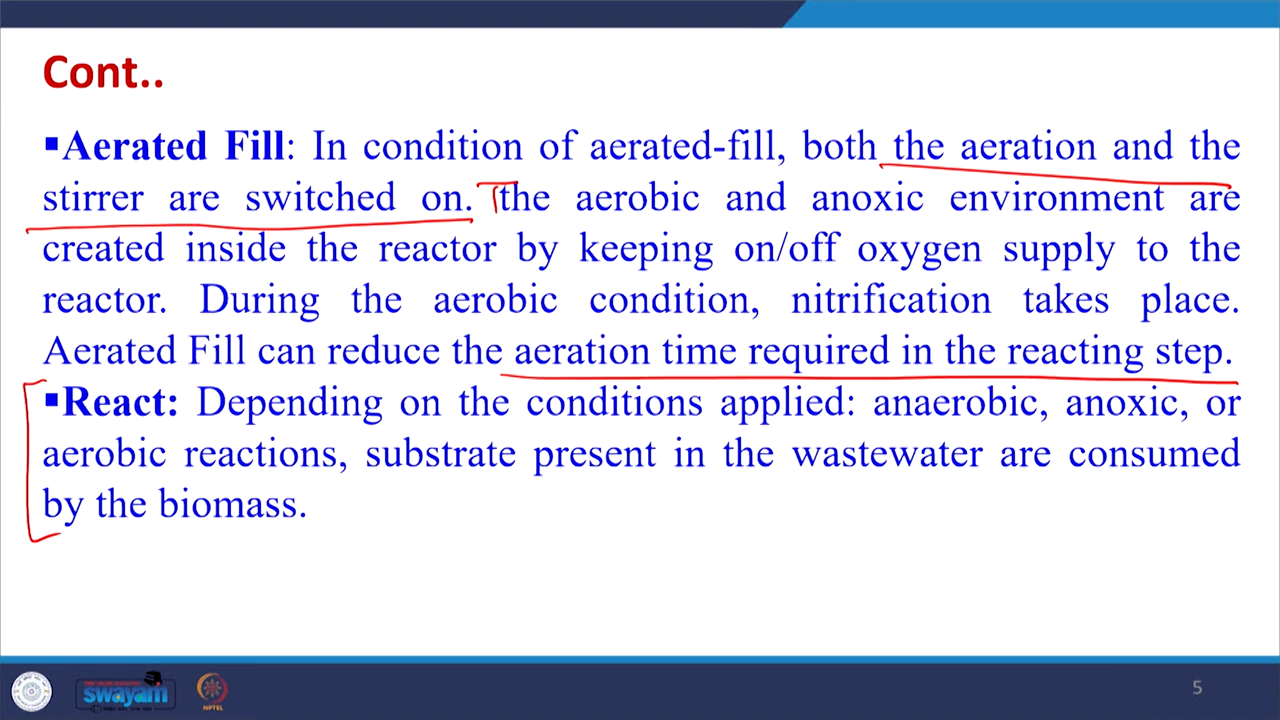 Cont..
▪Aerated Fill: In condition of aerated-fill, both the aeration and the
stirrer are switched on. the aerobic and anoxic environment are
created inside the reactor by keeping on/off oxygen supply to the
reactor. During the aerobic condition, nitrification takes place.
Aerated Fill can reduce the aeration time required in the reacting step.
▪React: Depending on the conditions applied: anaerobic, anoxic, or
aerobic reactions, substrate present in the wastewater are consumed
by the biomass.
swayam
NPTEL
5